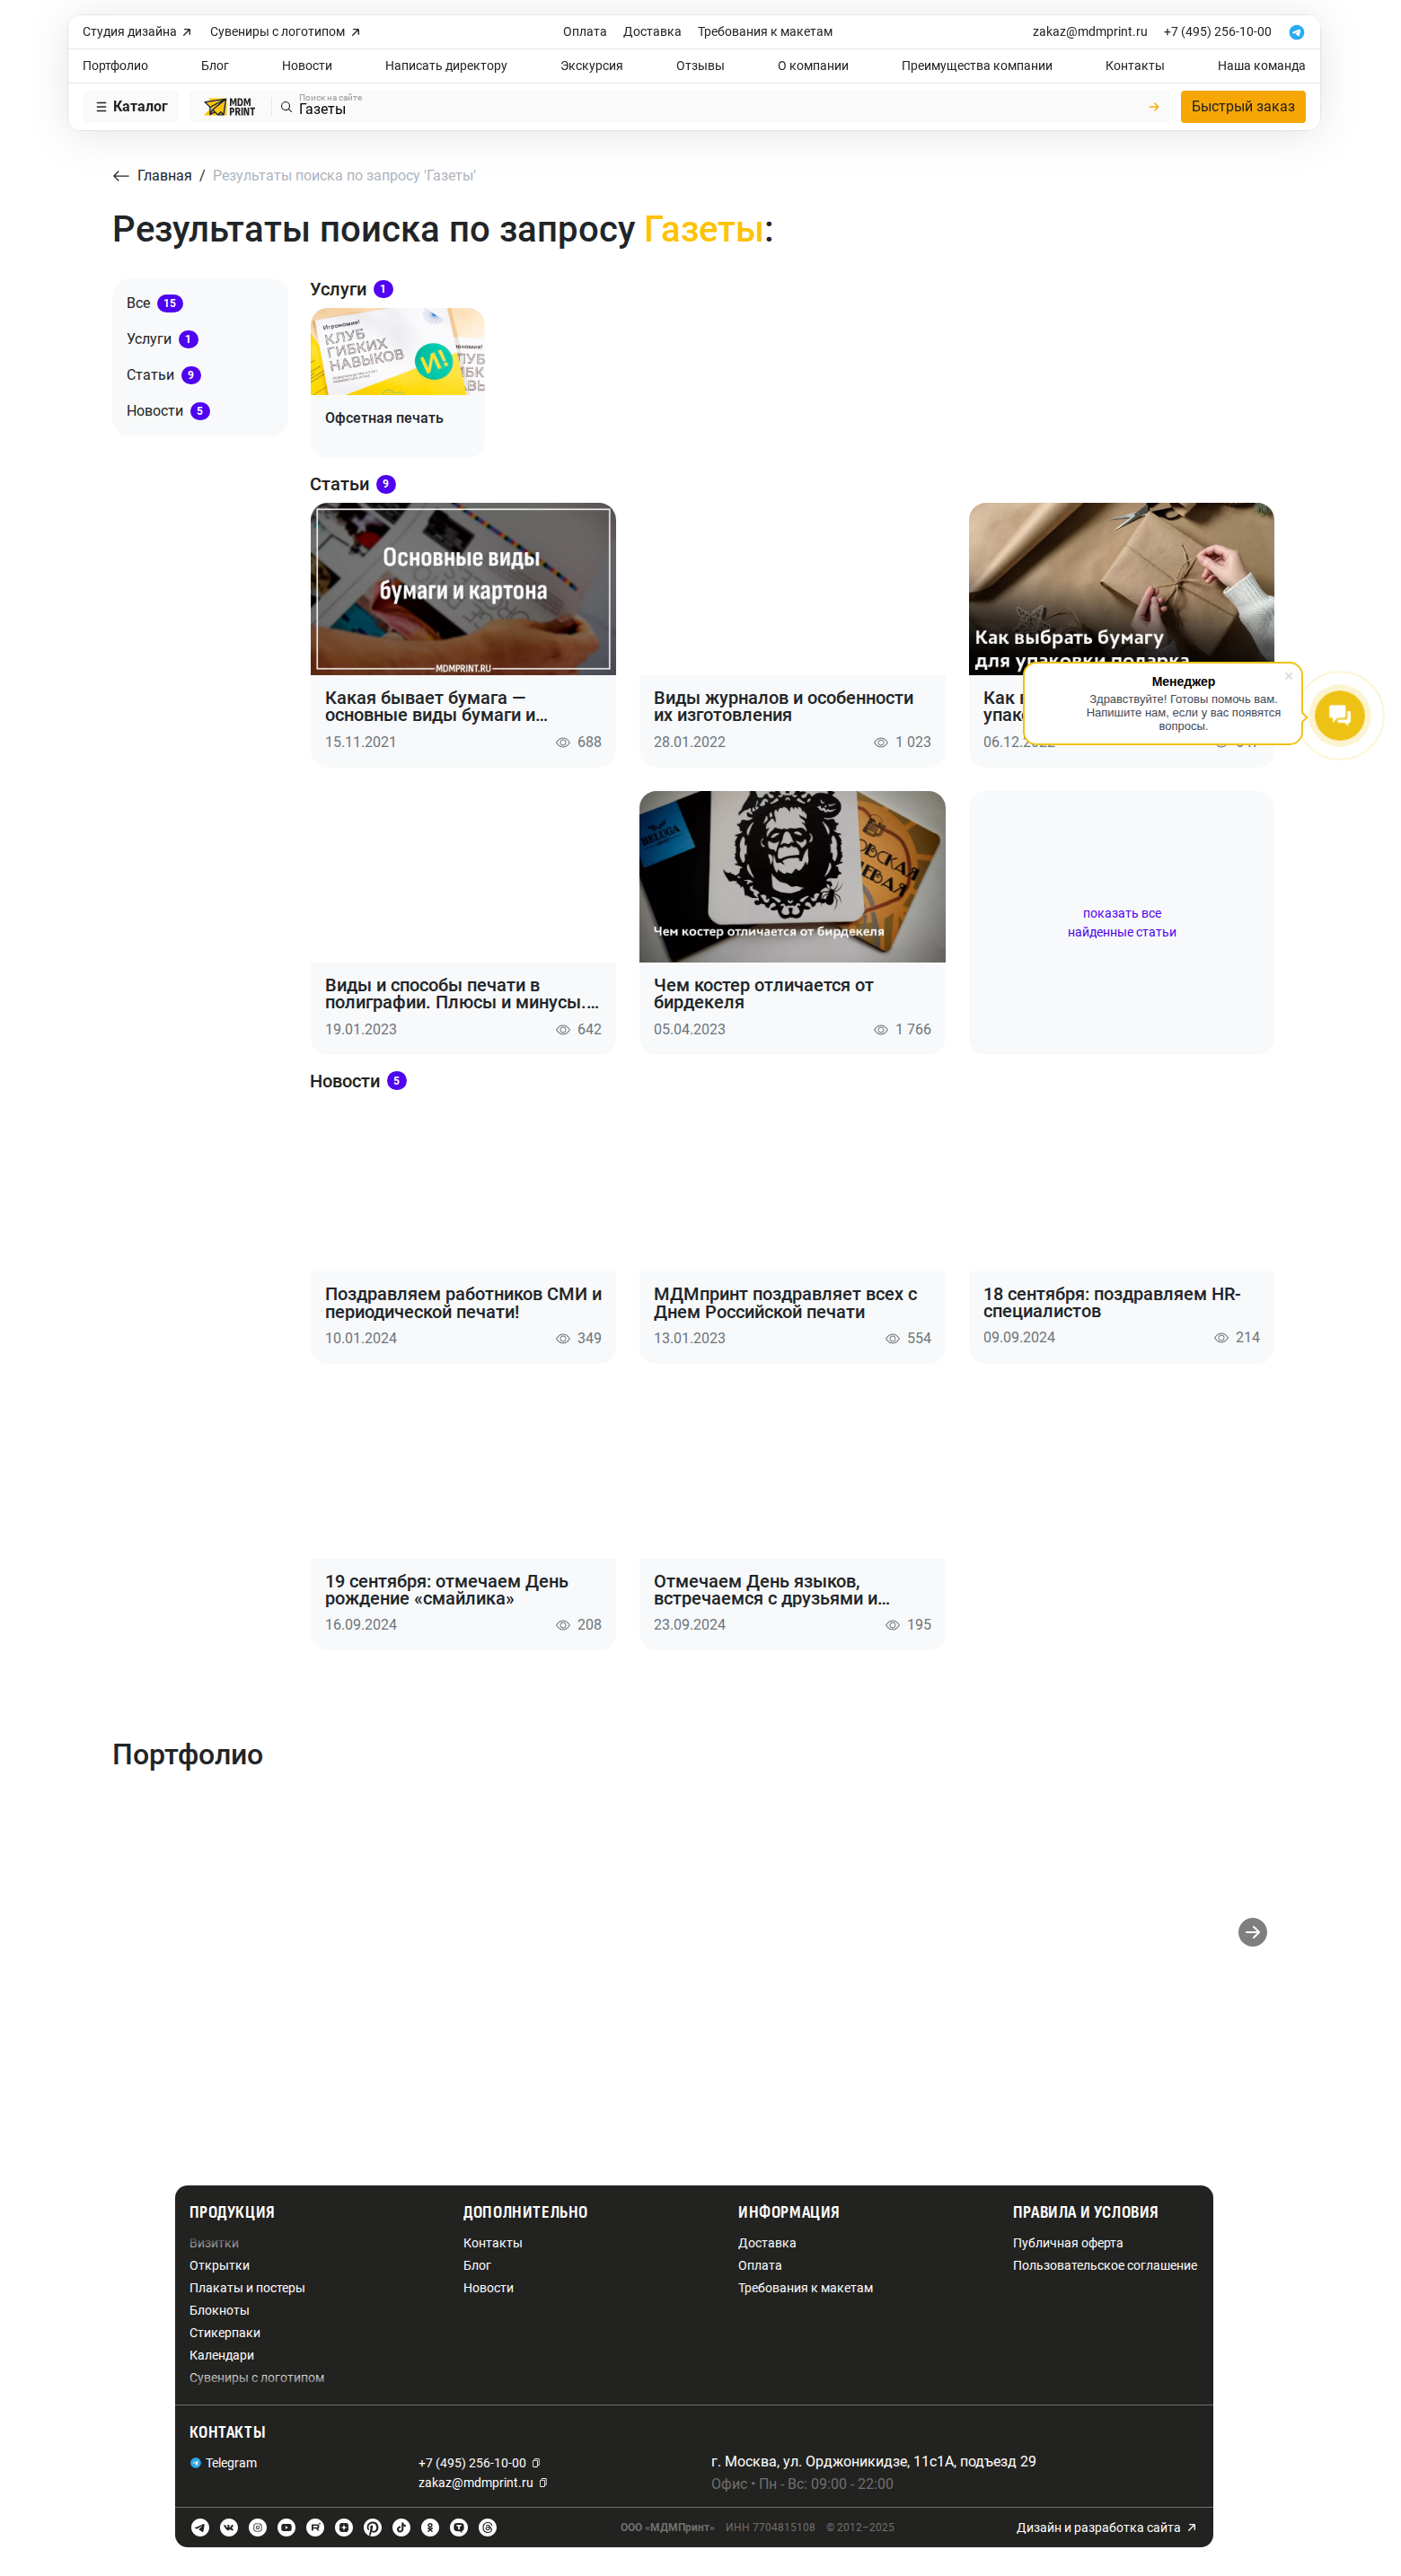 Студия дизайна
Сувениры с логотипом
Оплата
Доставка
Требования к макетам
zakaz@mdmprint.ru
+7 (495) 256-10-00
Портфолио
Блог
Новости
Написать директору
Экскурсия
Отзывы
О компании
Преимущества компании
Контакты
Наша команда
Каталог
MDM
PRINT
Поиск на сайте
Газеты
Быстрый заказ
Главная / Результаты поиска по запросу 'Газеты'
Результаты поиска по запросу Газеты:
Все 15
Услуги 1
Статьи 9
Новости 5
Услуги 1
Игрономия!
КЛУБ
ГИБКИХ
НАВЫКОВ
И!
Офсетная печать
Статьи 9
Основные виды
бумаги и картона
MDMPRINT.RU
Какая бывает бумага —
основные виды бумаги и...
15.11.2021
688
Виды журналов и особенности
их изготовления
28.01.2022
1 023
Как выбрать бумагу
для упаковки подарка
06.12.2022
Менеджер
Здравствуйте! Готовы помочь вам.
Напишите нам, если у вас появятся
вопросы.
Виды и способы печати в
полиграфии. Плюсы и минусы....
19.01.2023
642
BELUGA
Чем костер отличается от бирдекеля
Чем костер отличается от
бирдекеля
05.04.2023
1 766
показать все
найденные статьи
Новости 5
Поздравляем работников СМИ и
периодической печати!
10.01.2024
349
МДМпринт поздравляет всех с
Днем Российской печати
13.01.2023
554
18 сентября: поздравляем HR-
специалистов
09.09.2024
214
19 сентября: отмечаем День
рождение «смайлика»
16.09.2024
208
Отмечаем День языков,
встречаемся с друзьями и...
23.09.2024
195
Портфолио
ПРОДУКЦИЯ
Визитки
Открытки
Плакаты и постеры
Блокноты
Стикерпаки
Календари
Сувениры с логотипом
ДОПОЛНИТЕЛЬНО
Контакты
Блог
Новости
ИНФОРМАЦИЯ
Доставка
Оплата
Требования к макетам
ПРАВИЛА И УСЛОВИЯ
Публичная оферта
Пользовательское соглашение
КОНТАКТЫ
Telegram
+7 (495) 256-10-00
zakaz@mdmprint.ru
г. Москва, ул. Орджоникидзе, 11с1А, подъезд 29
Офис • Пн - Вс: 09:00 - 22:00
ООО «МДМПринт»
ИНН 7704815108
© 2012–2025
Дизайн и разработка сайта